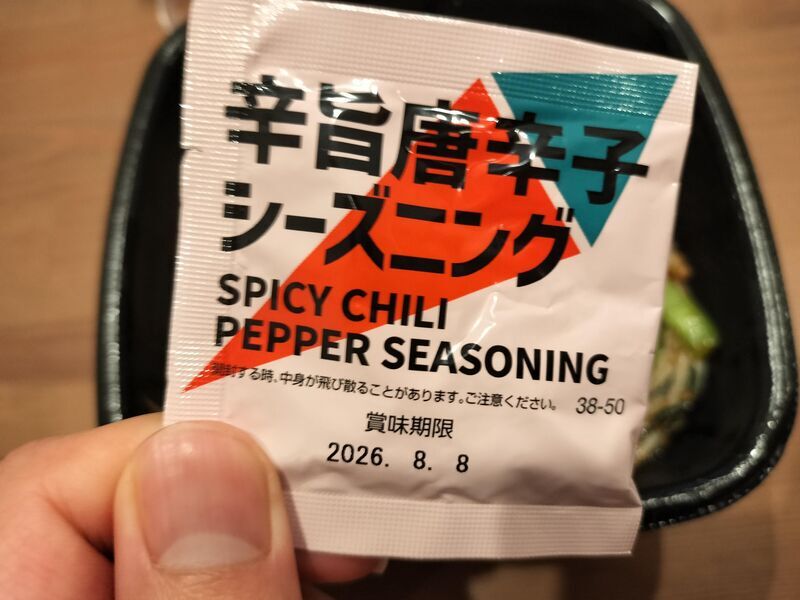 辛旨唐辛子
シーズニング
SPICY CHILI
PEPPER SEASONING
開封する時、中身が飛び散ることがあります。ご注意ください。 38-50
賞味期限
2026. 8. 8